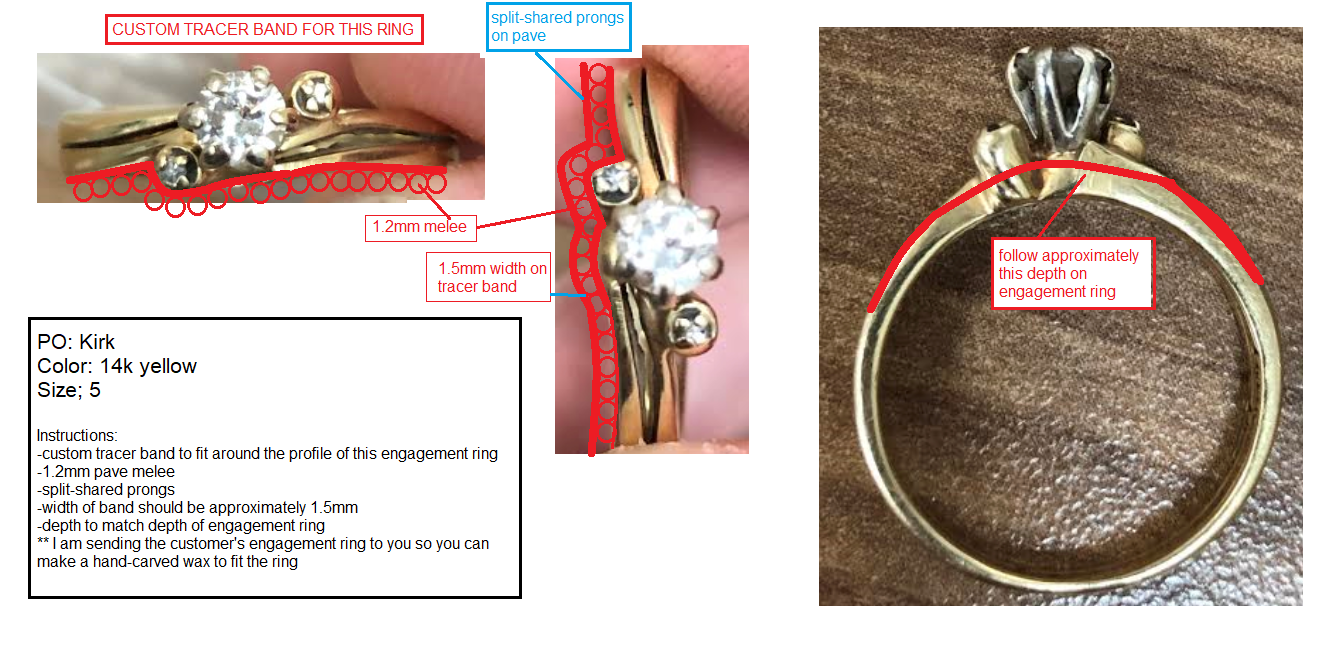 CUSTOM TRACER BAND FOR THIS RING
split-shared prongs
on pave
1.2mm melee
1.5mm width on
tracer band
follow approximately
this depth on
engagement ring
PO: Kirk
Color: 14k yellow
Size; 5
Instructions:
-custom tracer band to fit around the profile of this engagement ring
-1.2mm pave melee
-split-shared prongs
-width of band should be approximately 1.5mm
-depth to match depth of engagement ring
** I am sending the customer's engagement ring to you so you can
make a hand-carved wax to fit the ring